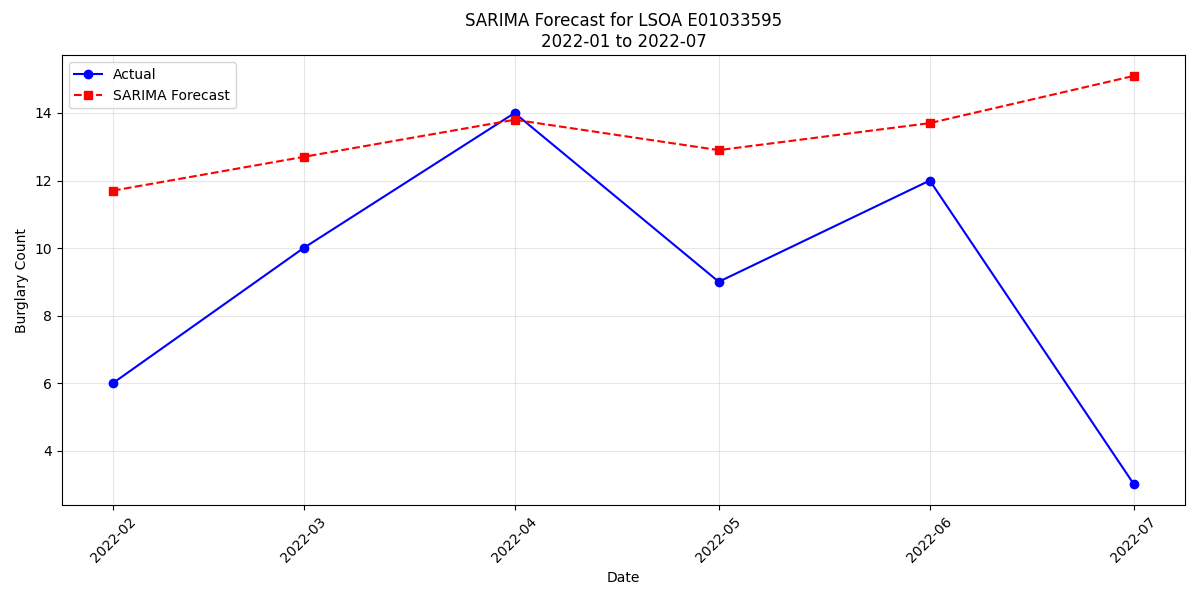 SARIMA Forecast for LSOA E01033595
2022-01 to 2022-07
Actual
SARIMA Forecast
Burglary Count
14
12
10
8
6
4
2022-02
2022-03
2022-04
2022-05
2022-06
2022-07
Date